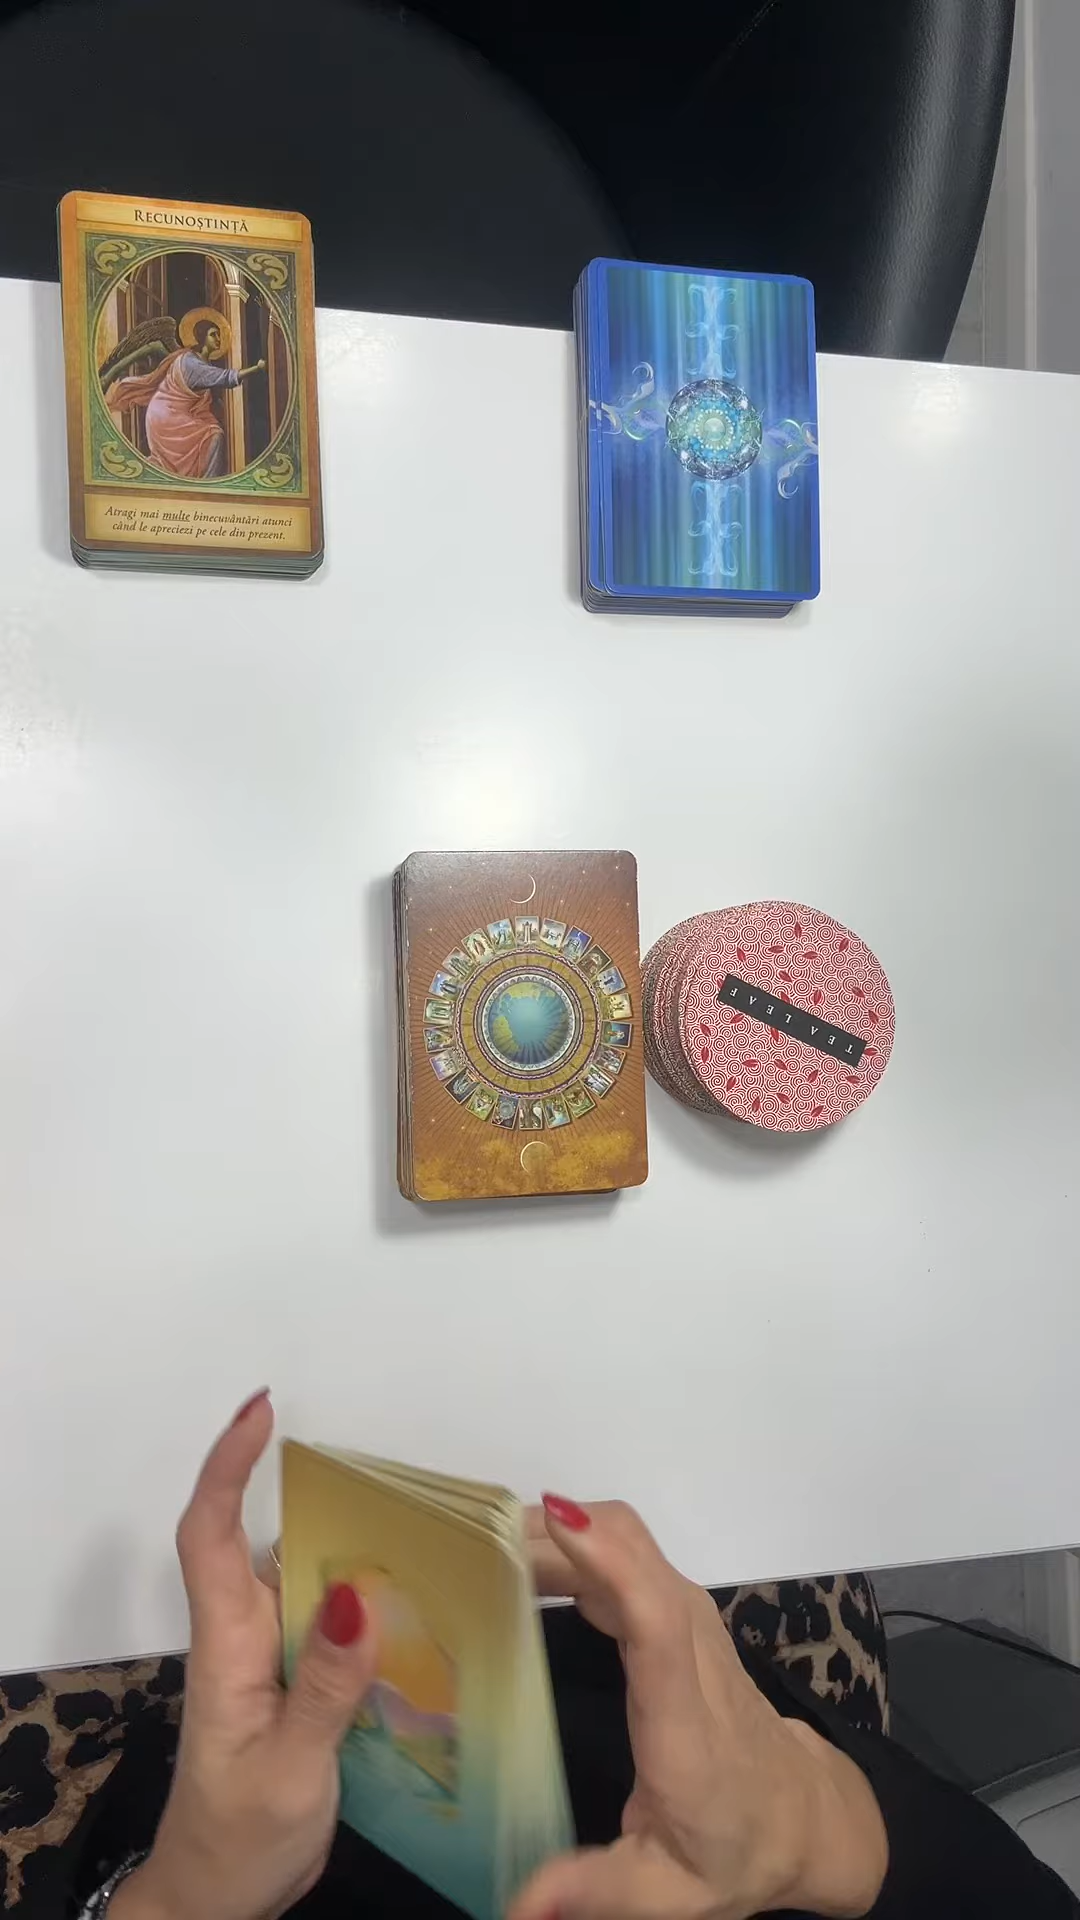 RECUNOȘTINȚĂ
Atragi mai multe binecuvântări atunci
când le apreciezi pe cele din prezent.
TEA LEAF